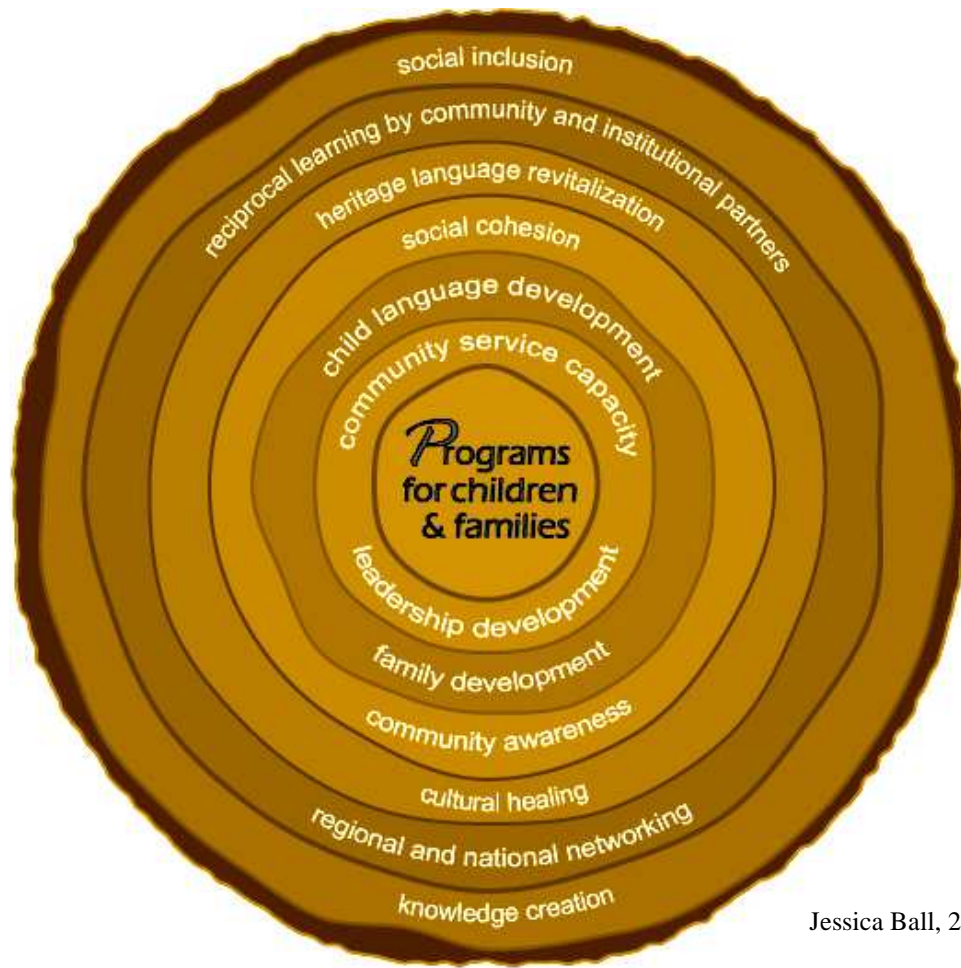 social inclusion
reciprocal learning by community and institutional partners
heritage language revitalization
social cohesion
child language development
community service capacity
Programs
for children
& families
leadership development
family development
community awareness
cultural healing
regional and national networking
knowledge creation
Jessica Ball, 2